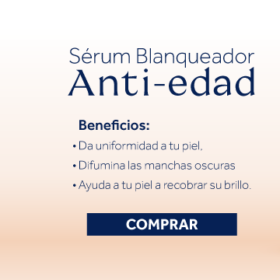 Sérum Blanqueador
Anti-edad
Beneficios:
• Da uniformidad a tu piel,
• Difumina las manchas oscuras
• Ayuda a tu piel a recobrar su brillo.
COMPRAR